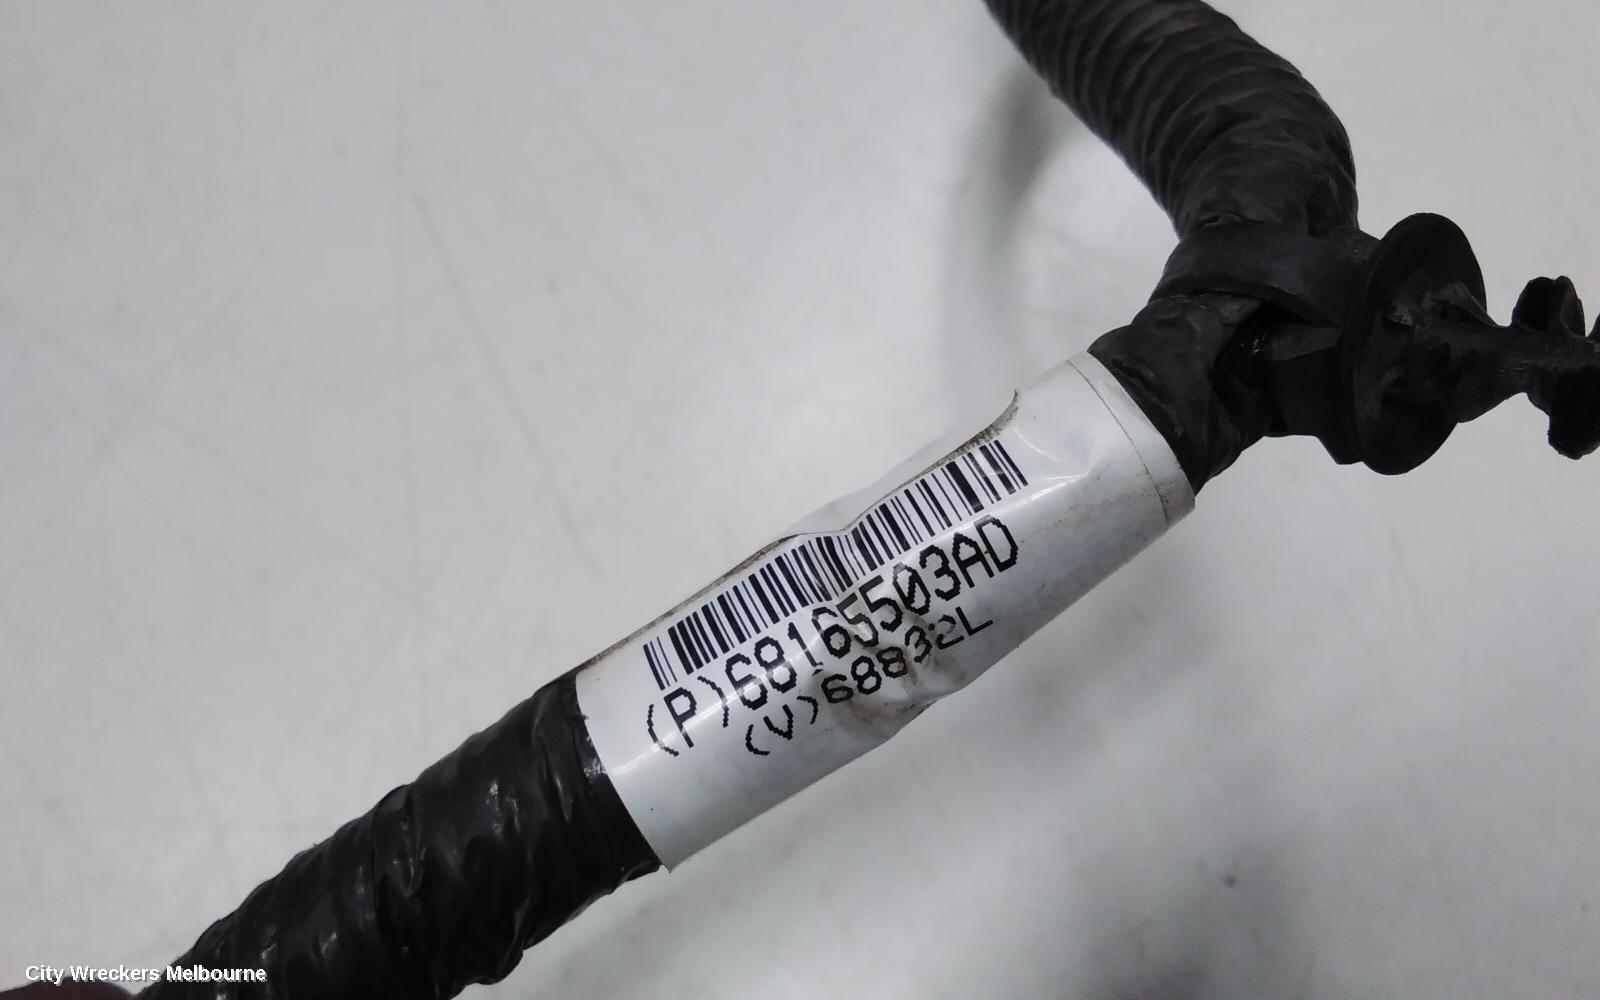 (P)68165503AD
(V)68832L
City Wreckers Melbourne